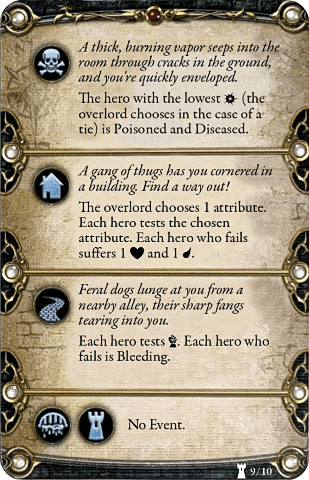 A thick, burning vapor seeps into the
room through cracks in the ground,
and you're quickly enveloped.
The hero with the lowest (the
overlord chooses in the case of a
tie) is Poisoned and Diseased.
A gang of thugs has you cornered in
a building. Find a way out!
The overlord chooses 1 attribute.
Each hero tests the chosen
attribute. Each hero who fails
suffers 1 and 1 .
Feral dogs lunge at you from a
nearby alley, their sharp fangs
tearing into you.
Each hero tests . Each hero who
fails is Bleeding.
No Event.
9/10